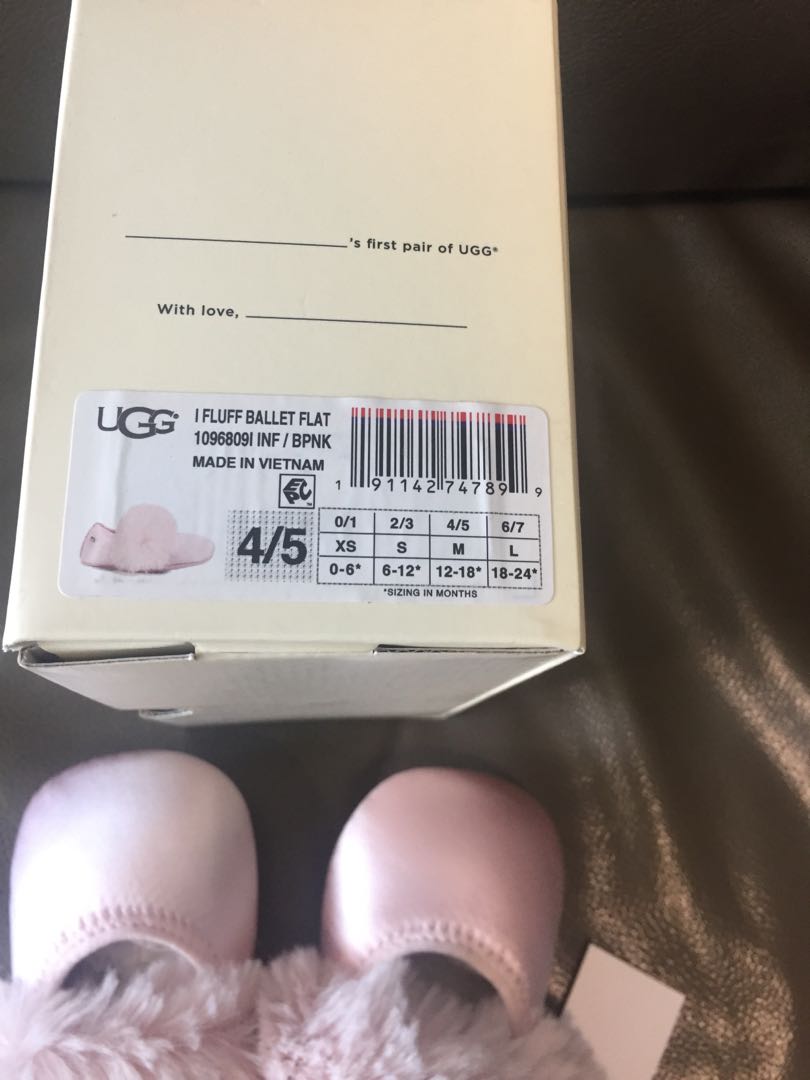 _______________'s first pair of UGG®
With love, _______________
UGG® I FLUFF BALLET FLAT
1096809I INF / BPNK
MADE IN VIETNAM
1 91142 74789 9
4/5
0/1 2/3 4/5 6/7
XS S M L
0-6* 6-12* 12-18* 18-24*
*SIZING IN MONTHS